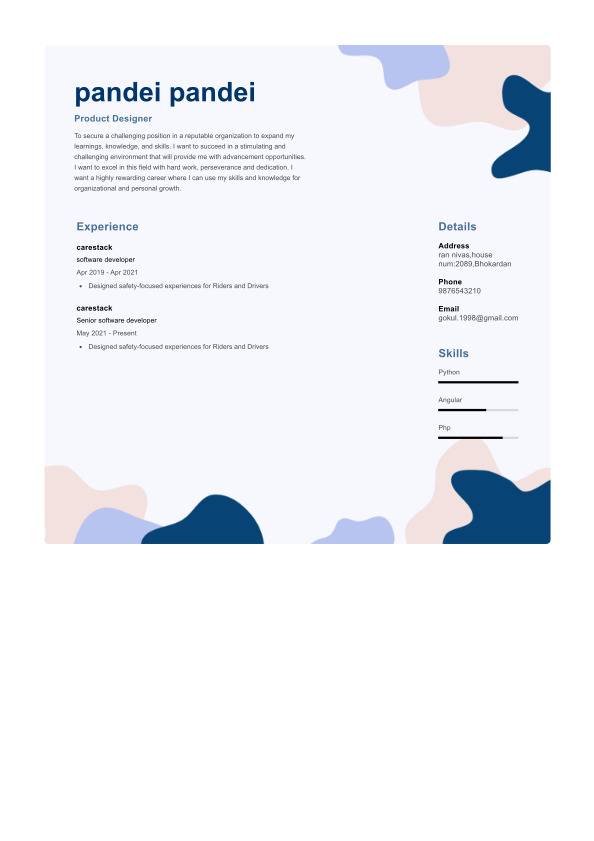 pandei pandei
Product Designer
To secure a challenging position in a reputable organization to expand my
learnings, knowledge, and skills. I want to succeed in a stimulating and
challenging environment that will provide me with advancement opportunities.
I want to excel in this field with hard work, perseverance and dedication. I
want a highly rewarding career where I can use my skills and knowledge for
organizational and personal growth.
Experience
carestack
software developer
Apr 2019 - Apr 2021
• Designed safety-focused experiences for Riders and Drivers
carestack
Senior software developer
May 2021 - Present
• Designed safety-focused experiences for Riders and Drivers
Details
Address
ran nivas,house
num:2089,Bhokardan
Phone
9876543210
Email
gokul.1998@gmail.com
Skills
Python
Angular
Php